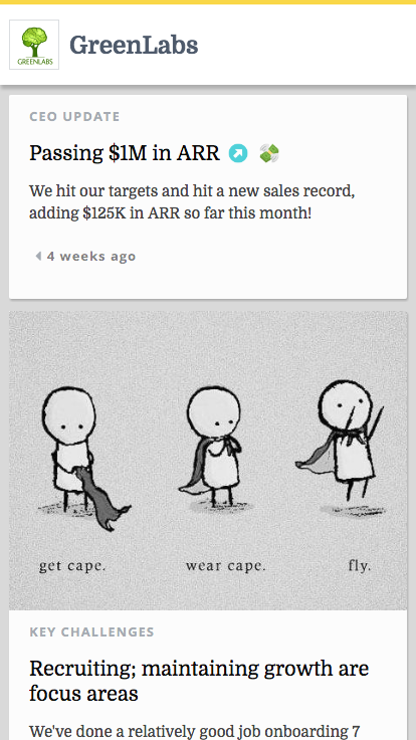 GREENLABS
GreenLabs
CEO UPDATE
Passing $1M in ARR
We hit our targets and hit a new sales record,
adding $125K in ARR so far this month!
4 weeks ago
get cape.
wear cape.
fly.
KEY CHALLENGES
Recruiting; maintaining growth are
focus areas
We've done a relatively good job onboarding 7